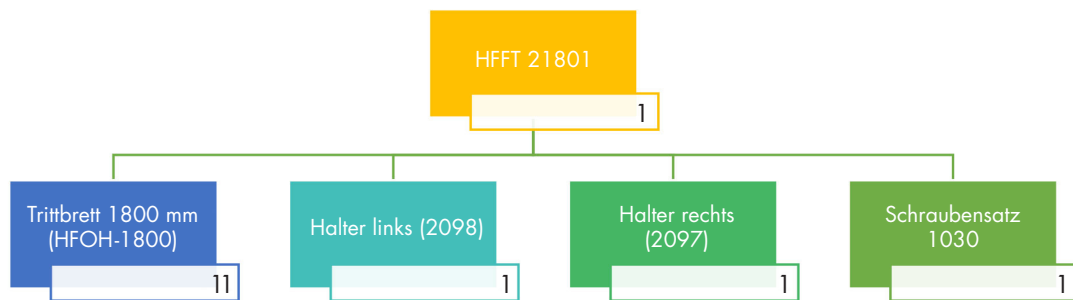 HFFT 21801
1
Trittbrett 1800 mm
(HFOH-1800)
11
Halter links (2098)
1
Halter rechts
(2097)
1
Schraubensatz
1030
1